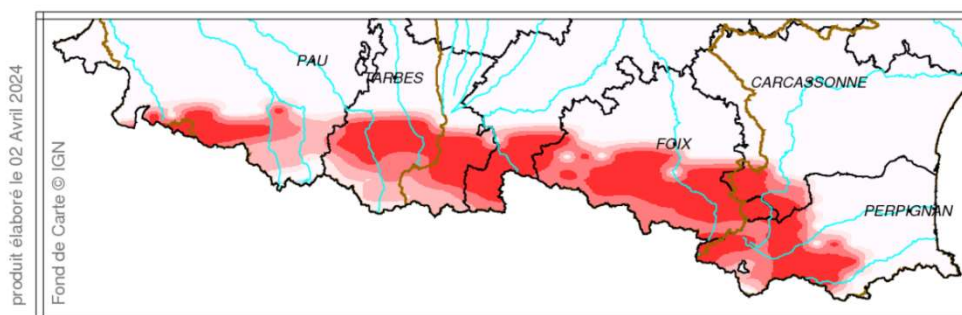 produit élaboré le 02 Avril 2024
Fond de Carte © IGN
PAU
TARBES
CARCASSONNE
FOIX
PERPIGNAN